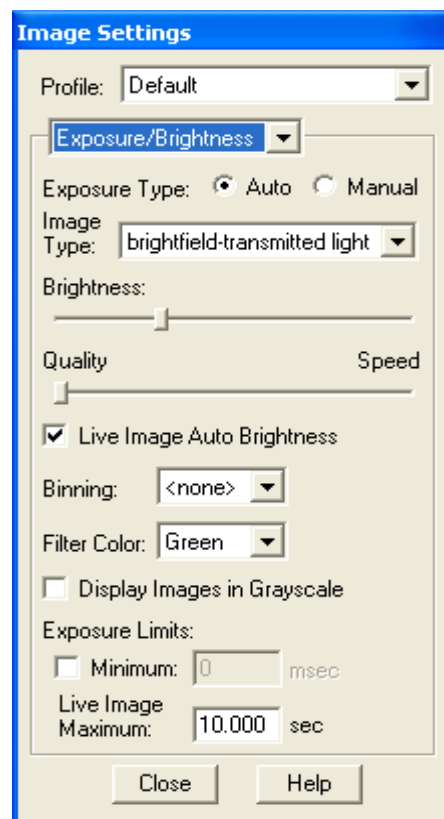 Image Settings
Profile: Default
Exposure/Brightness
Exposure Type: Auto Manual
Image
Type: brightfield-transmitted light
Brightness:
Quality Speed
Live Image Auto Brightness
Binning: <none>
Filter Color: Green
Display Images in Grayscale
Exposure Limits:
Minimum: 0 msec
Live Image
Maximum: 10.000 sec
Close Help